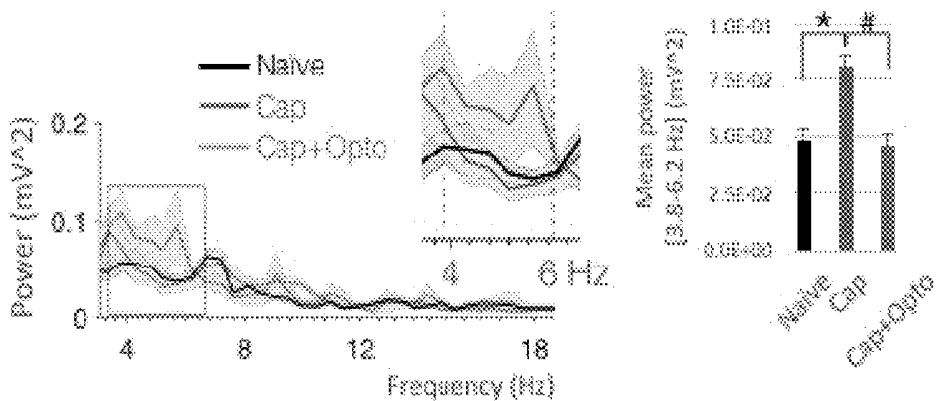 Naïve
Cap
Cap+Opto
Power (mV^2)
0.2
0.1
0
4
8
12
18
Frequency (Hz)
4
6 Hz
Mean power
[3.8-6.2 Hz] (mV^2)
1.0E-01
7.5E-02
5.0E-02
2.5E-02
0.0E+00
* #
Naïve
Cap
Cap+Opto